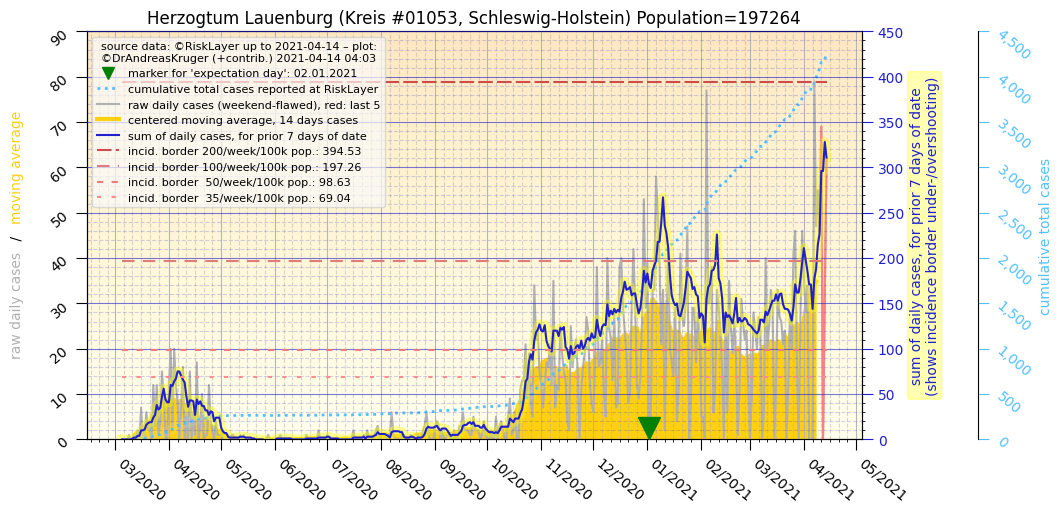 Herzogtum Lauenburg (Kreis #01053, Schleswig-Holstein) Population=197264
source data: ©RiskLayer up to 2021-04-14 – plot:
©DrAndreasKruger (+contrib.) 2021-04-14 04:03
marker for 'expectation day': 02.01.2021
cumulative total cases reported at RiskLayer
raw daily cases (weekend-flawed), red: last 5
centered moving average, 14 days cases
sum of daily cases, for prior 7 days of date
incid. border 200/week/100k pop.: 394.53
incid. border 100/week/100k pop.: 197.26
incid. border  50/week/100k pop.: 98.63
incid. border  35/week/100k pop.: 69.04
raw daily cases  /  moving average
90
80
70
60
50
40
30
20
10
0
450
400
350
300
250
200
150
100
50
0
sum of daily cases, for prior 7 days of date
(shows incidence border under-/overshooting)
4,500
4,000
3,500
3,000
2,500
2,000
1,500
1,000
500
0
cumulative total cases
03/2020
04/2020
05/2020
06/2020
07/2020
08/2020
09/2020
10/2020
11/2020
12/2020
01/2021
02/2021
03/2021
04/2021
05/2021